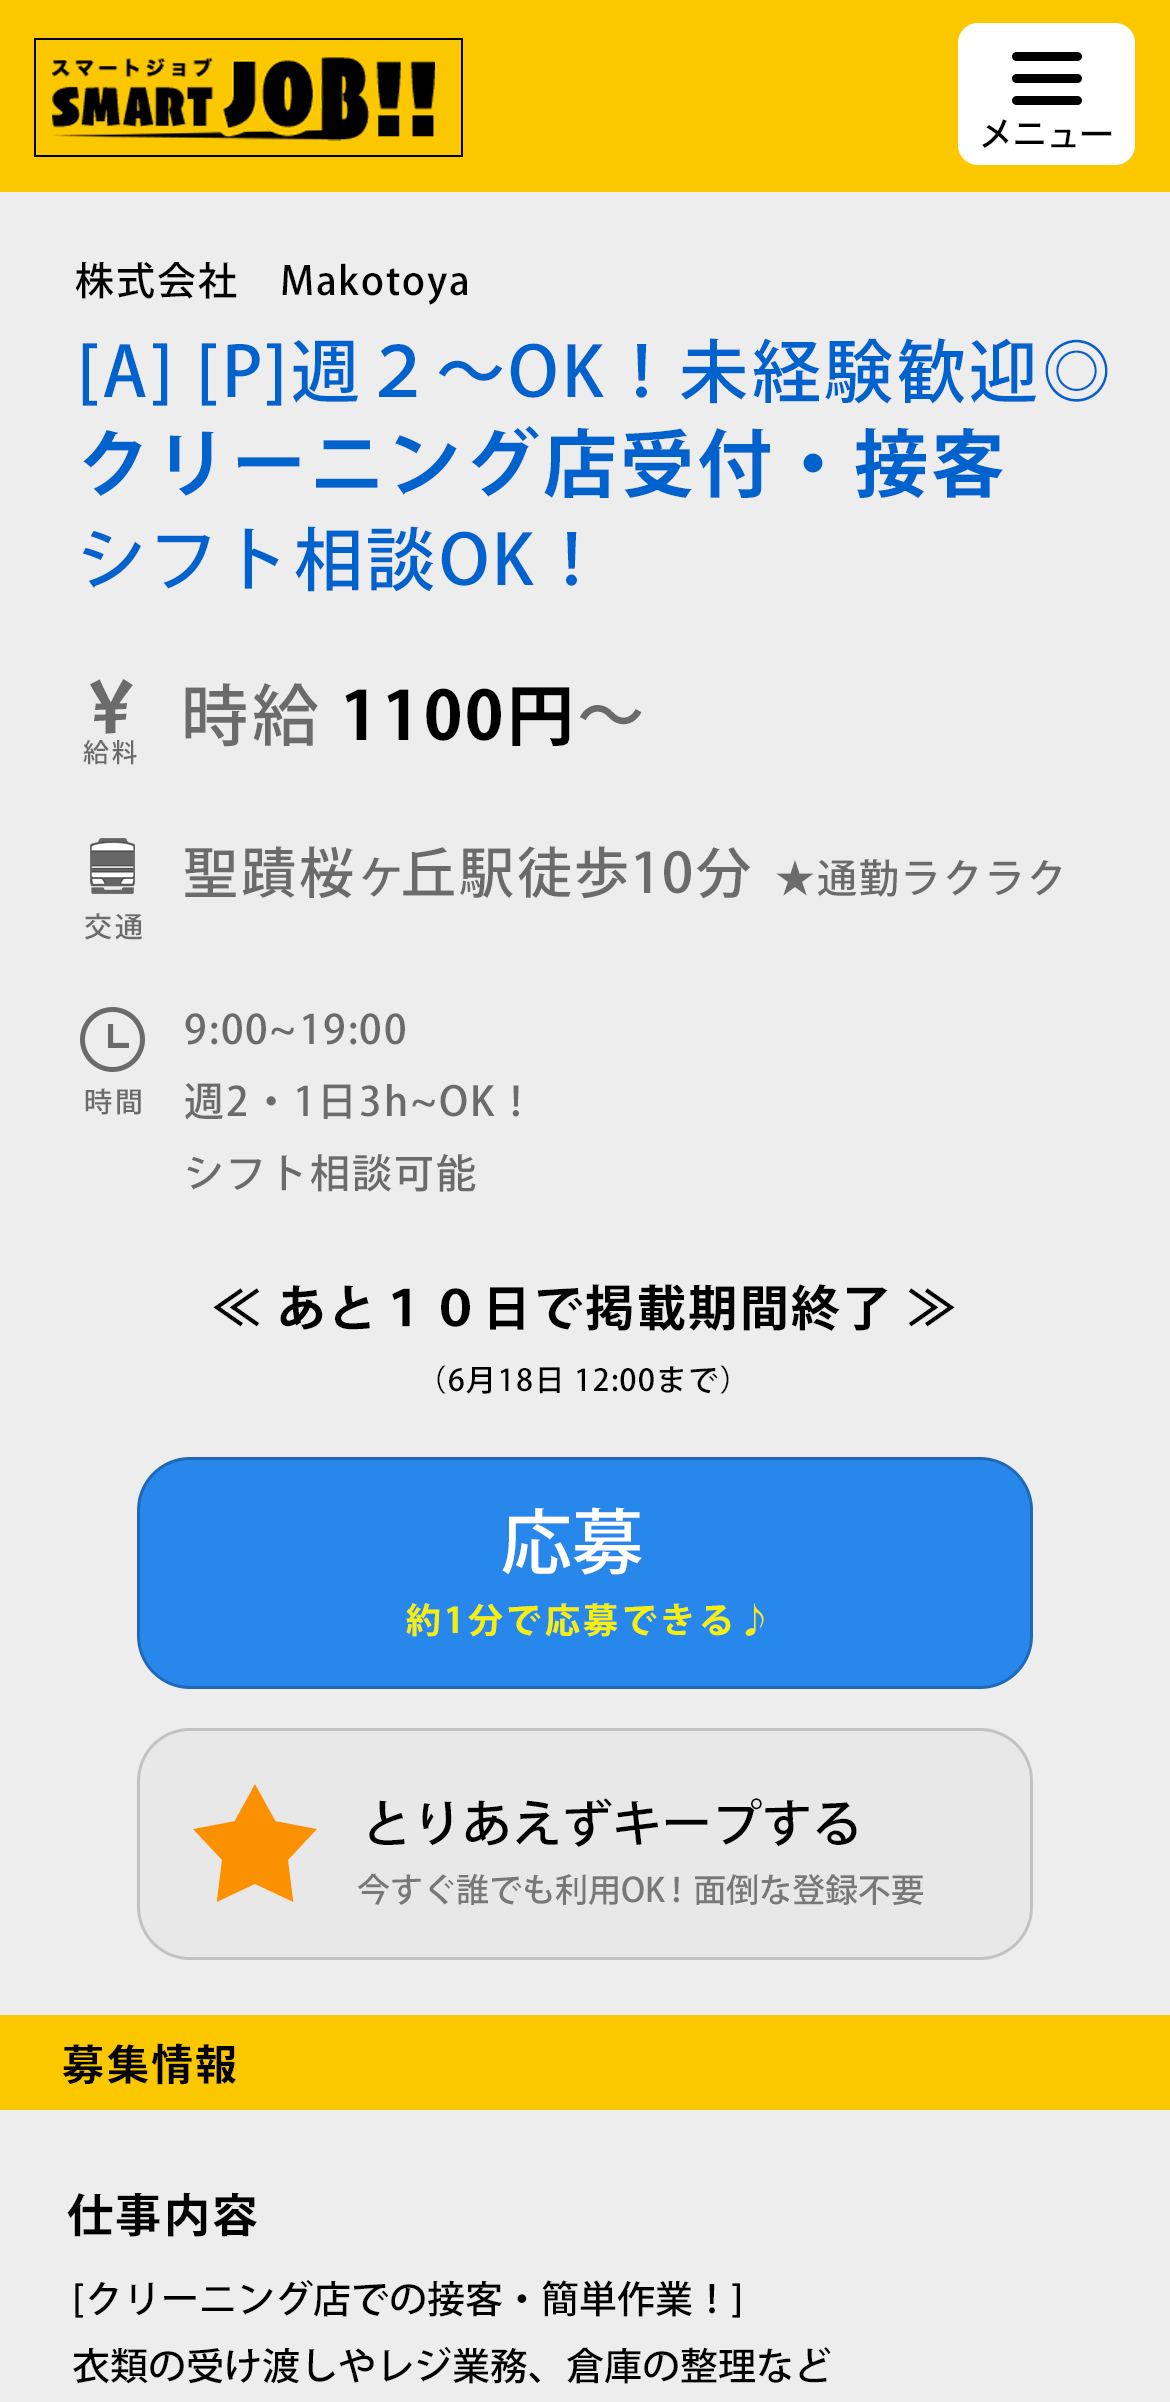 スマートジョブ
SMART JOB!!
メニュー
株式会社　Makotoya
[A] [P]週２～OK！未経験歓迎◎
クリーニング店受付・接客
シフト相談OK！
¥
給料
時給 1100円～
交通
聖蹟桜ヶ丘駅徒歩10分 ★通勤ラクラク
時間
9:00~19:00
週2・1日3h~OK！
シフト相談可能
≪ あと１０日で掲載期間終了 ≫
（6月18日 12:00まで）
応募
約1分で応募できる♪
とりあえずキープする
今すぐ誰でも利用OK！面倒な登録不要
募集情報
仕事内容
[クリーニング店での接客・簡単作業！]
衣類の受け渡しやレジ業務、倉庫の整理など